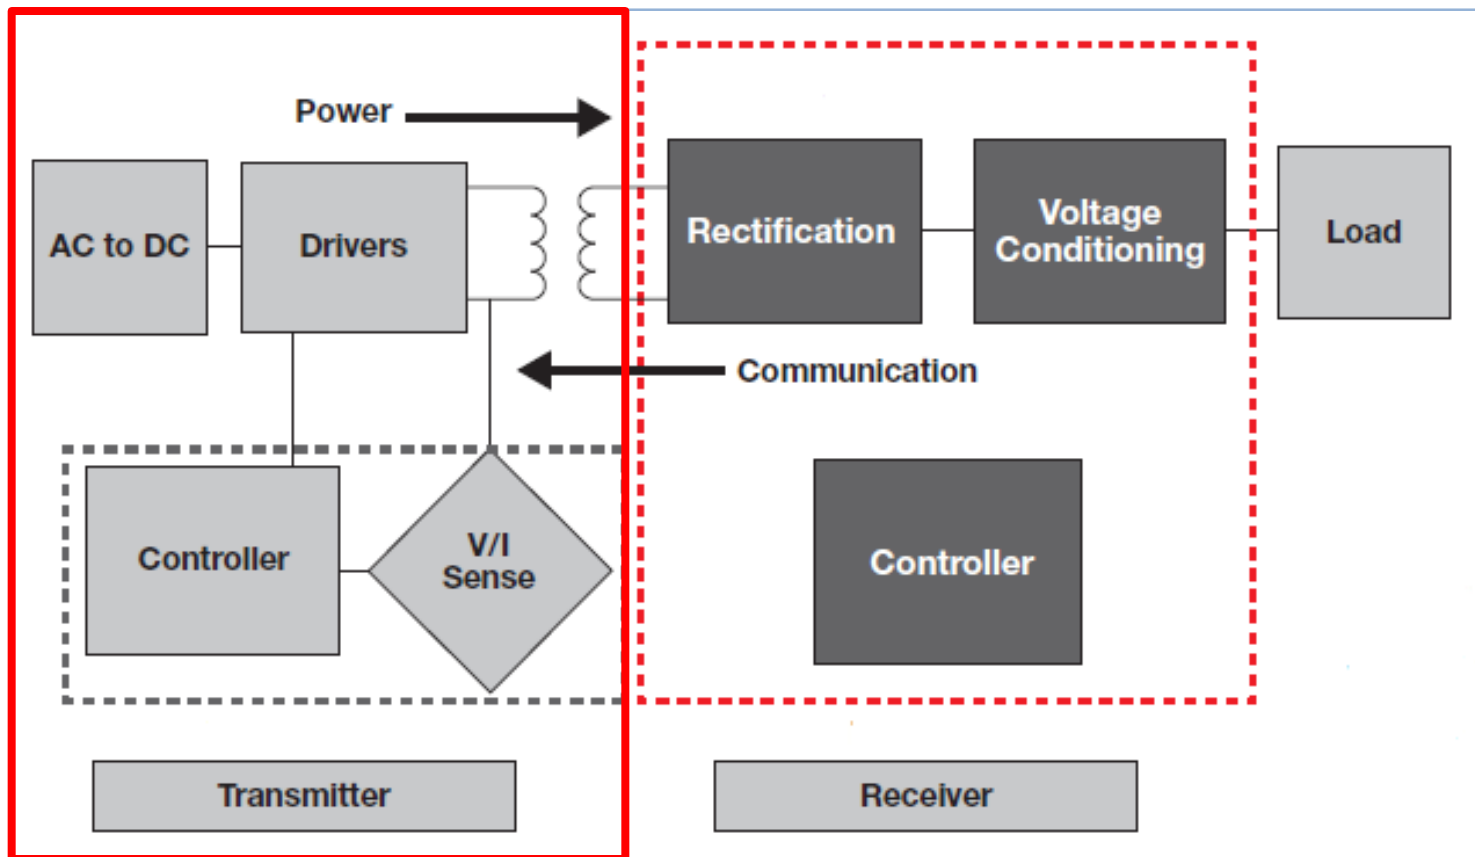 Power
AC to DC
Drivers
Rectification
Voltage
Conditioning
Load
Communication
Controller
V/I
Sense
Controller
Transmitter
Receiver